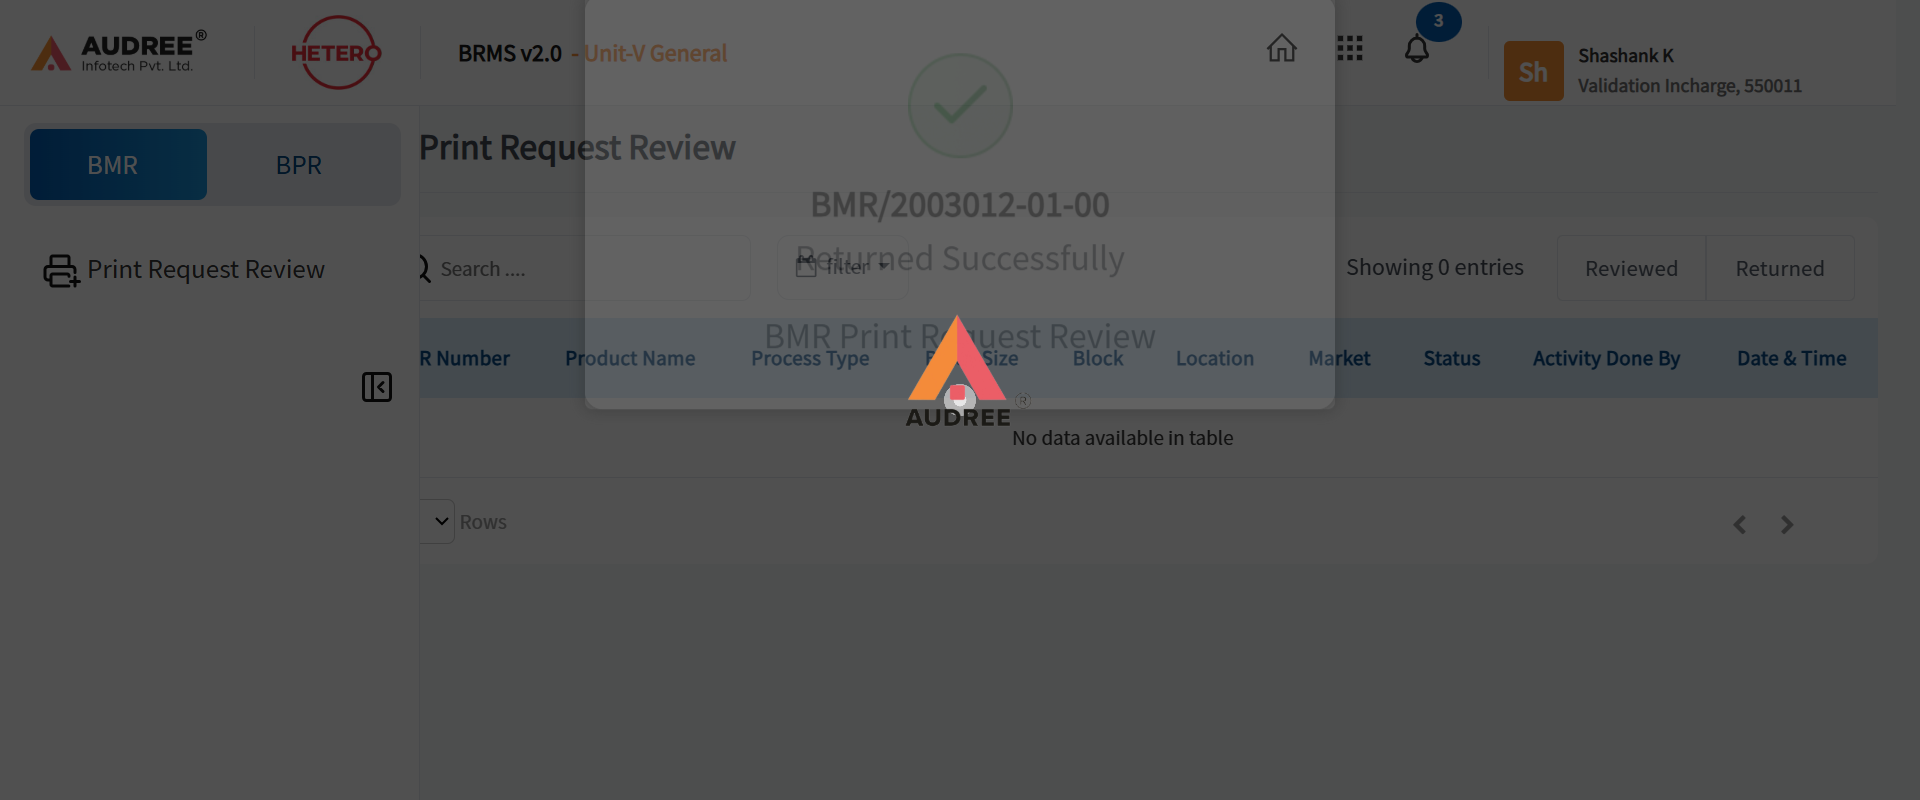 AUDREE®
Infotech Pvt. Ltd.
HETERO
BRMS v2.0 - Unit-V General
3
Sh
Shashank K
Validation Incharge, 550011
BMR
BPR
Print Request Review
Print Request Review
BMR/2003012-01-00
Returned Successfully
BMR Print Request Review
Search ....
filter
Showing 0 entries
Reviewed
Returned
R Number
Product Name
Process Type
Size
Block
Location
Market
Status
Activity Done By
Date & Time
AUDREE®
No data available in table
Rows